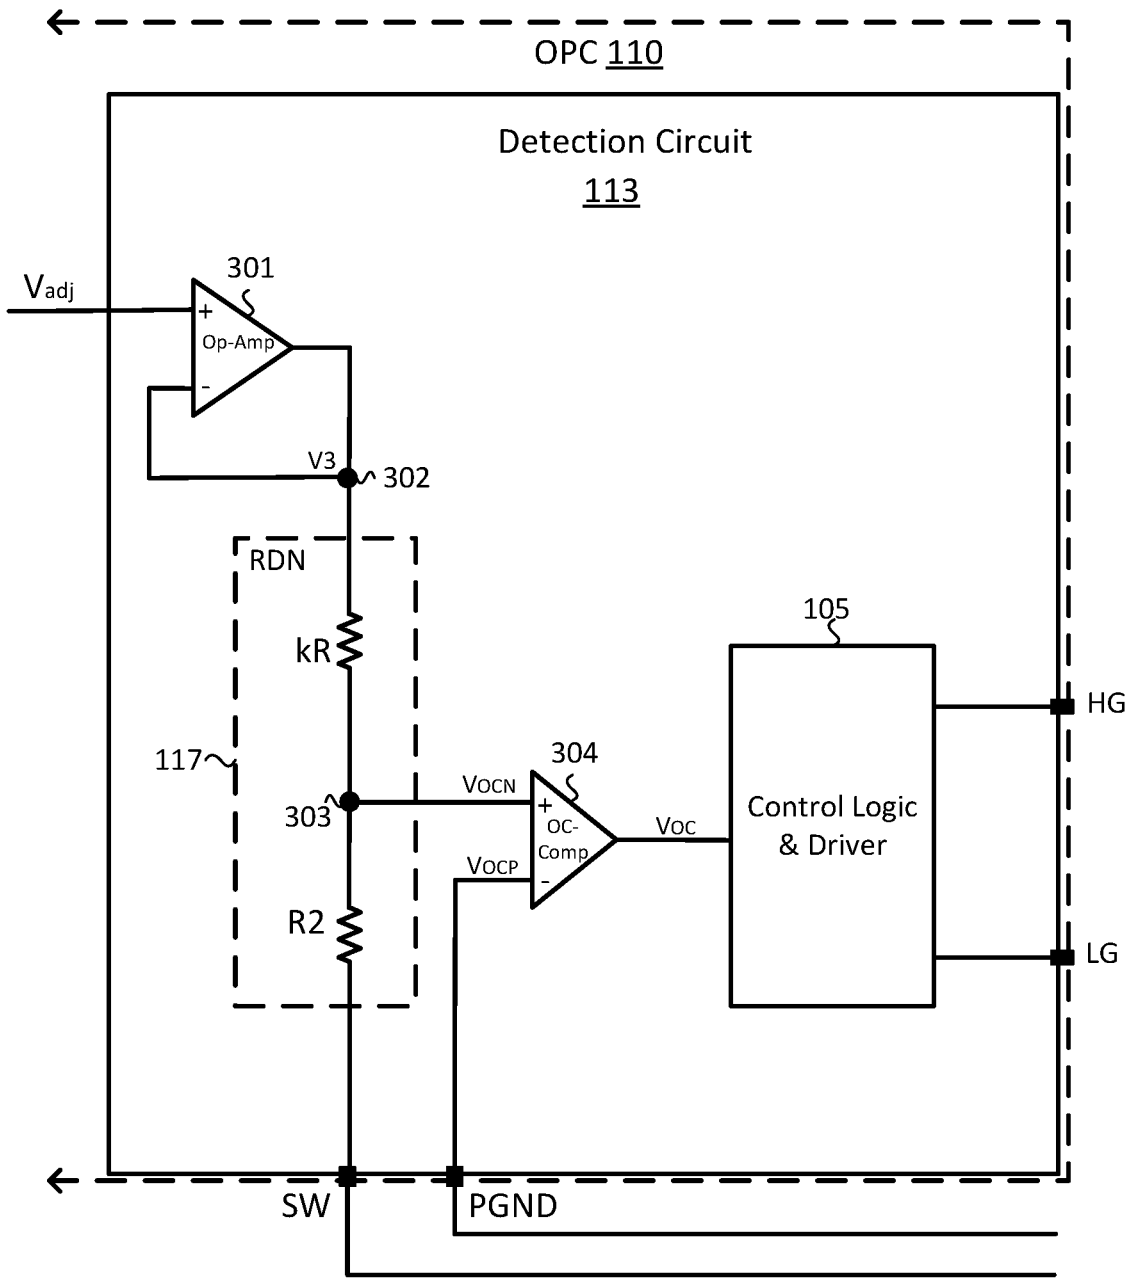 OPC 110
Detection Circuit
113
Vadj
301
+
Op-Amp
-
V3
302
RDN
kR
117
303
R2
VOCN
VOCP
304
+
OC-
Comp
-
VOC
105
Control Logic
& Driver
HG
LG
SW
PGND